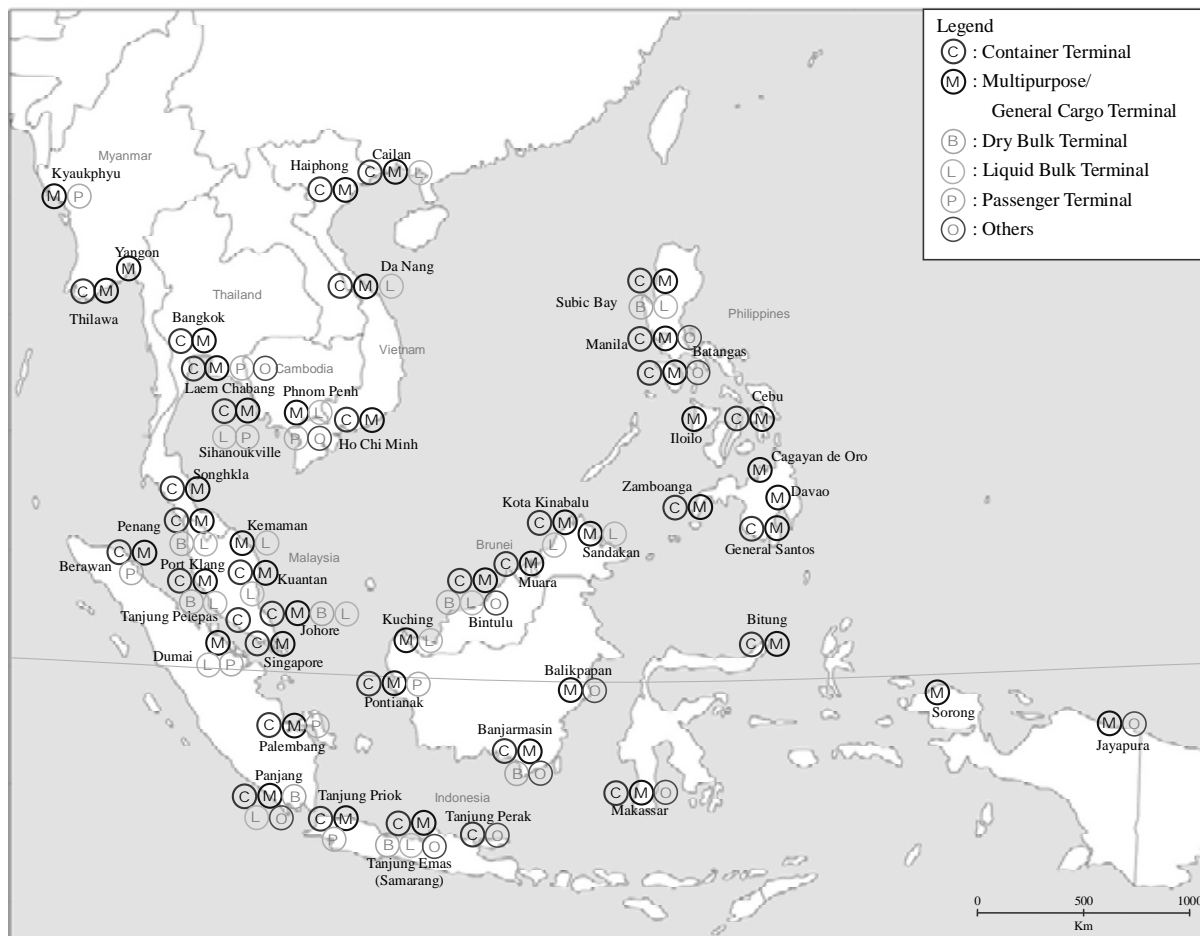 Legend
C : Container Terminal
M : Multipurpose/
General Cargo Terminal
B : Dry Bulk Terminal
L : Liquid Bulk Terminal
P : Passenger Terminal
O : Others
Myanmar
Kyaukphyu
M P
Haiphong
C M
Cailan
C M L
Yangon
M
C M
Thilawa
Da Nang
C M L
Thailand
Bangkok
C M
Vietnam
C M P O
Laem Chabang
Cambodia
C M
L P
Sihanoukville
Phnom Penh
M L
P O
C M
Ho Chi Minh
C M
Subic Bay
B L
Philippines
Manila
C M O
Batangas
C M O
Cebu
C M
M
Iloilo
Cagayan de Oro
M
Davao
M
C M
General Santos
Zamboanga
C M
Songhkla
C M
Penang
C M
B L
Kemaman
M L
Malaysia
Berawan
C M
P
Port Klang
C M
B L
C M
Kuantan
L
Tanjung Pelepas
C
C M B L
Johore
Dumai
M
L P
C M
Singapore
Kota Kinabalu
C M
L
M L
Sandakan
Brunei
C M
Muara
C M
B L O
Bintulu
Kuching
M L
Bitung
C M
C M P
Pontianak
Balikpapan
M O
M
Sorong
M O
Jayapura
C M P
Palembang
Banjarmasin
C M
B O
Panjang
C M B
L O
Tanjung Priok
C M
P
Indonesia
C M
B L O
Tanjung Emas
(Samarang)
Tanjung Perak
C O
C M O
Makassar
0 500 1000
Km